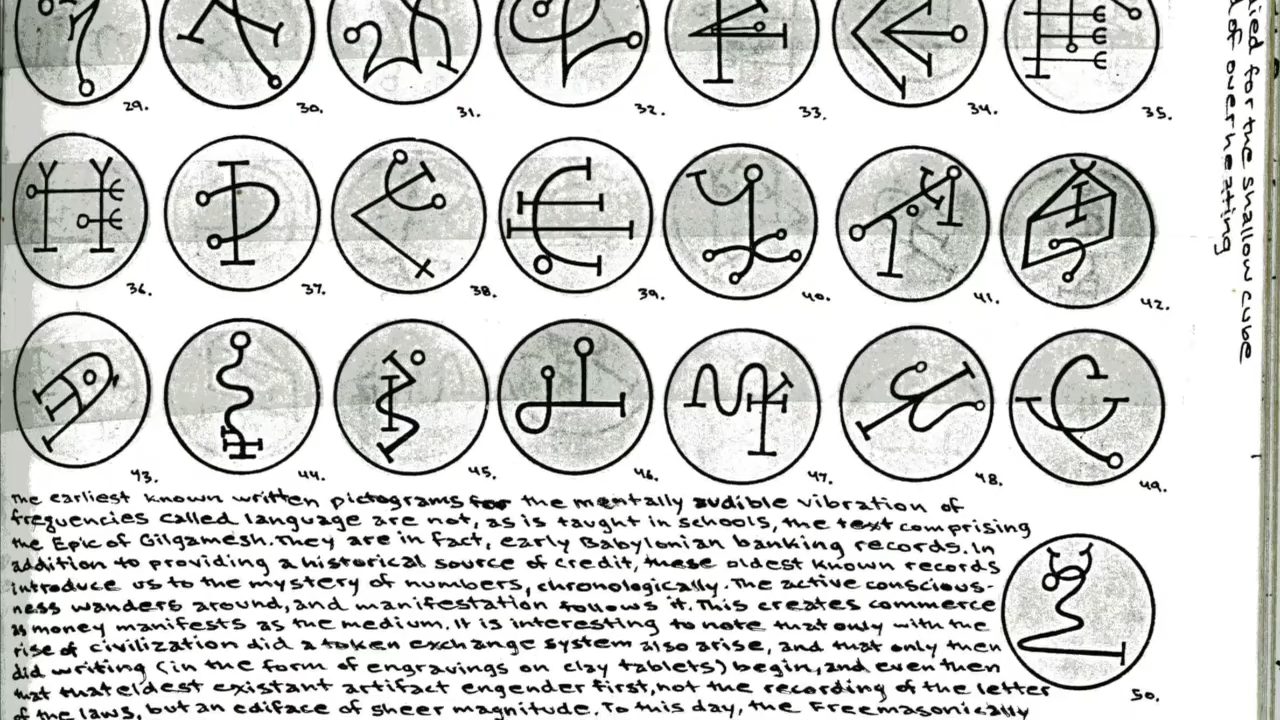 29. 30. 31. 32. 33. 34. 35.
36. 37. 38. 39. 40. 41. 42.
43. 44. 45. 46. 47. 48. 49.
The earliest known written pictograms for the mentally audible vibration of
frequencies called language are not, as is taught in schools, the text comprising
the Epic of Gilgamesh. They are in fact, early Babylonian banking records. In
addition to providing a historical source of credit, these oldest known records
introduce us to the mystery of numbers, chronologically. The active conscious-
ness wanders around, and manifestation follows it. This creates commerce
as money manifests as the medium. It is interesting to note that only with the
rise of civilization did a token exchange system also arise, and that only then
did writing (in the form of engravings on clay tablets) begin, and even then
that that eldest existant artifact engender first, not the recording of the letter
of the laws, but an ediface of sheer magnitude. To this day, the Freemasonically
50.
ied for the shallow cube
of overheating